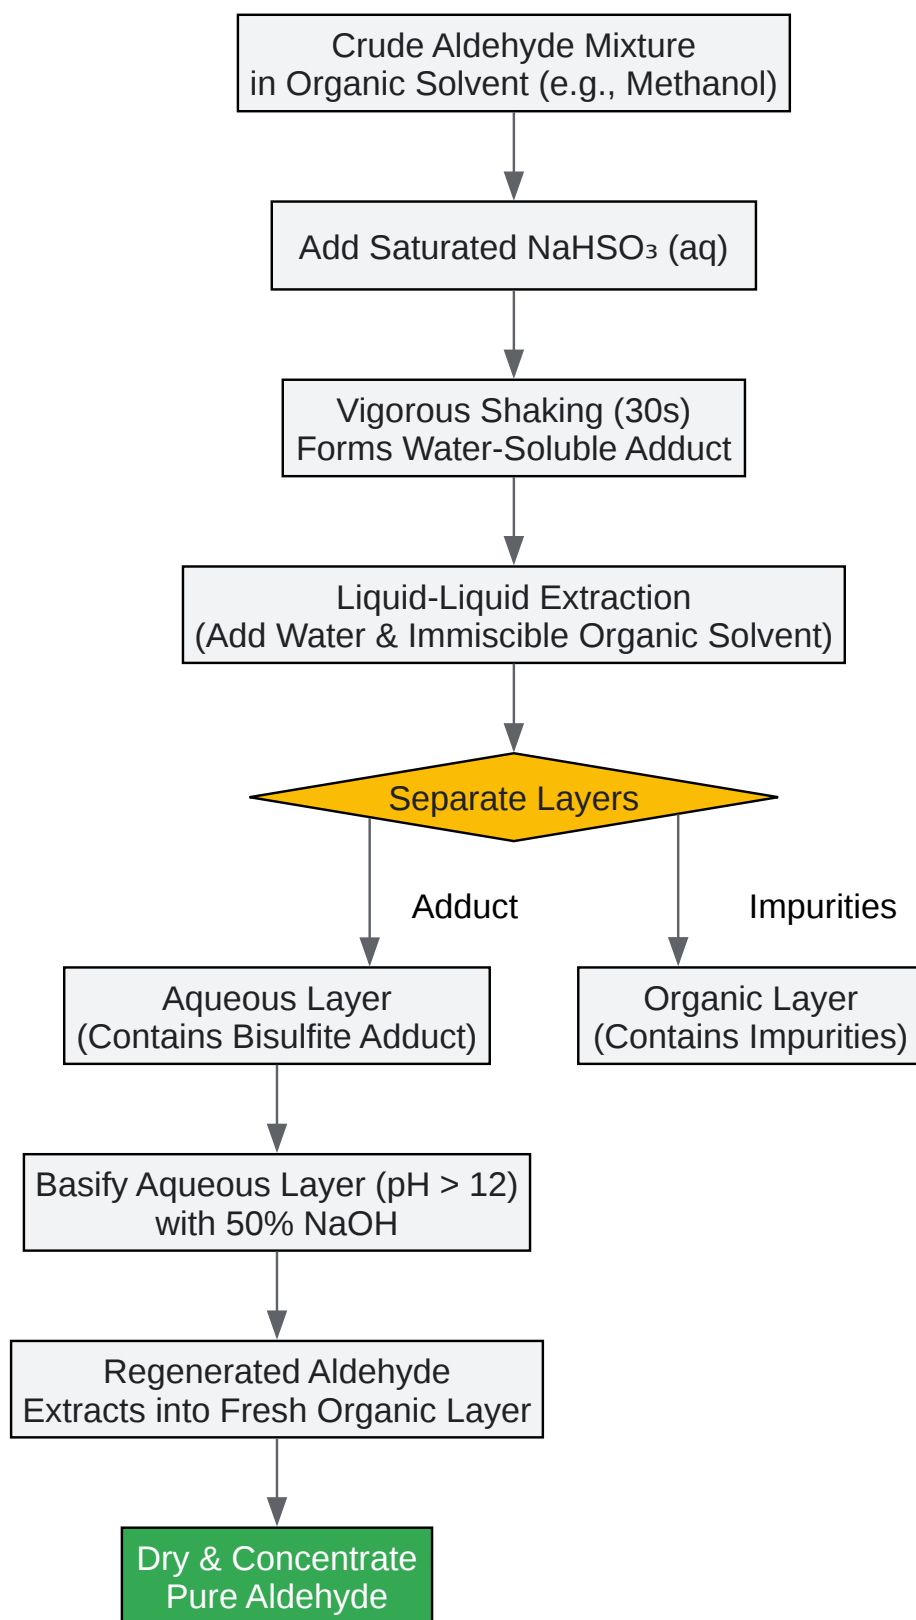 Crude Aldehyde Mixture
in Organic Solvent (e.g., Methanol)
Add Saturated NaHSO₃ (aq)
Vigorous Shaking (30s)
Forms Water-Soluble Adduct
Liquid-Liquid Extraction
(Add Water & Immiscible Organic Solvent)
Separate Layers
Adduct
Impurities
Aqueous Layer
(Contains Bisulfite Adduct)
Organic Layer
(Contains Impurities)
Basify Aqueous Layer (pH > 12)
with 50% NaOH
Regenerated Aldehyde
Extracts into Fresh Organic Layer
Dry & Concentrate
Pure Aldehyde